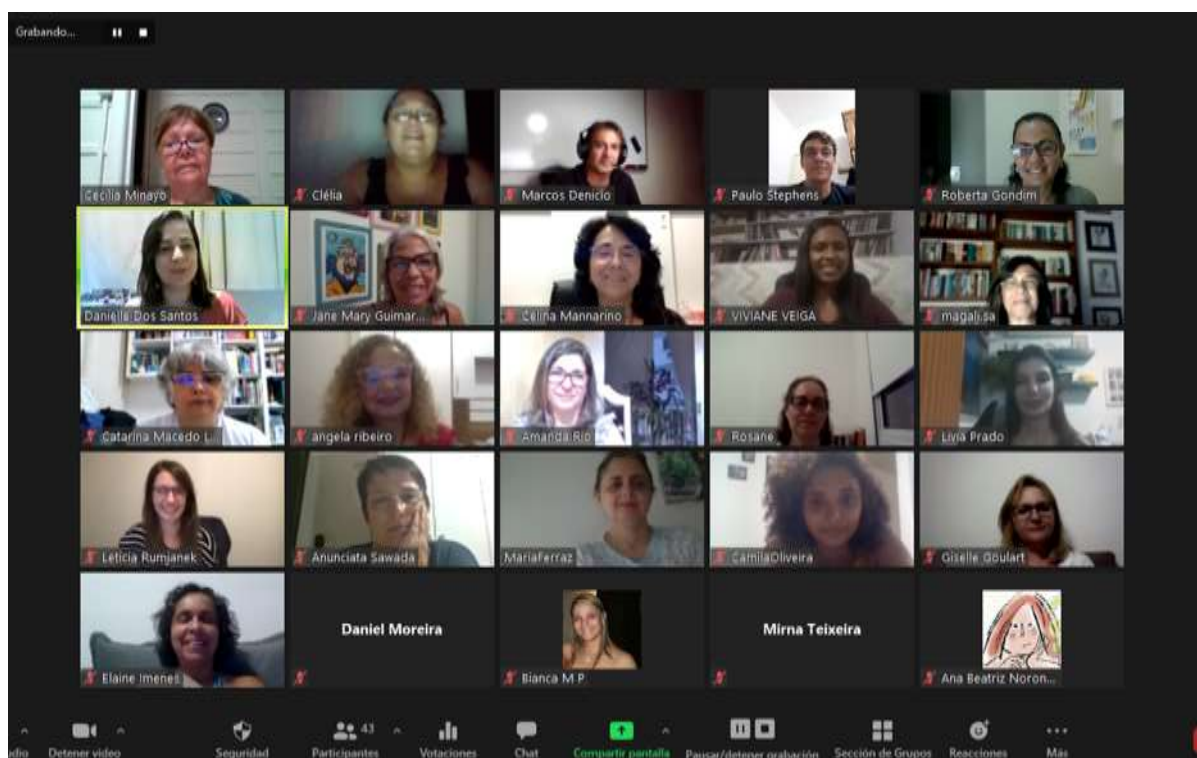 Grabando...
Cecilia Minayo
Clélia
Marcos Denicio
Paulo Stephens
Roberta Gondim
Danielle Dos Santos
Jane Mary Guimar...
Celina Mannarino
VIVIANE VEIGA
magali.sa
Catarina Macedo L.
angela ribeiro
Amanda Rio
Rosane
Livia Prado
Leticia Rumjanek
Anunciata Sawada
MariaFerraz
CamilaOliveira
Giselle Goulart
Elaine Imenes
Daniel Moreira
Bianca M P.
Mirna Teixeira
Ana Beatriz Noron...
43
Detener video
Seguridad
Participantes
Votaciones
Chat
Compartir pantalla
Pausar/detener grabación
Sección de Grupos
Reacciones
Más